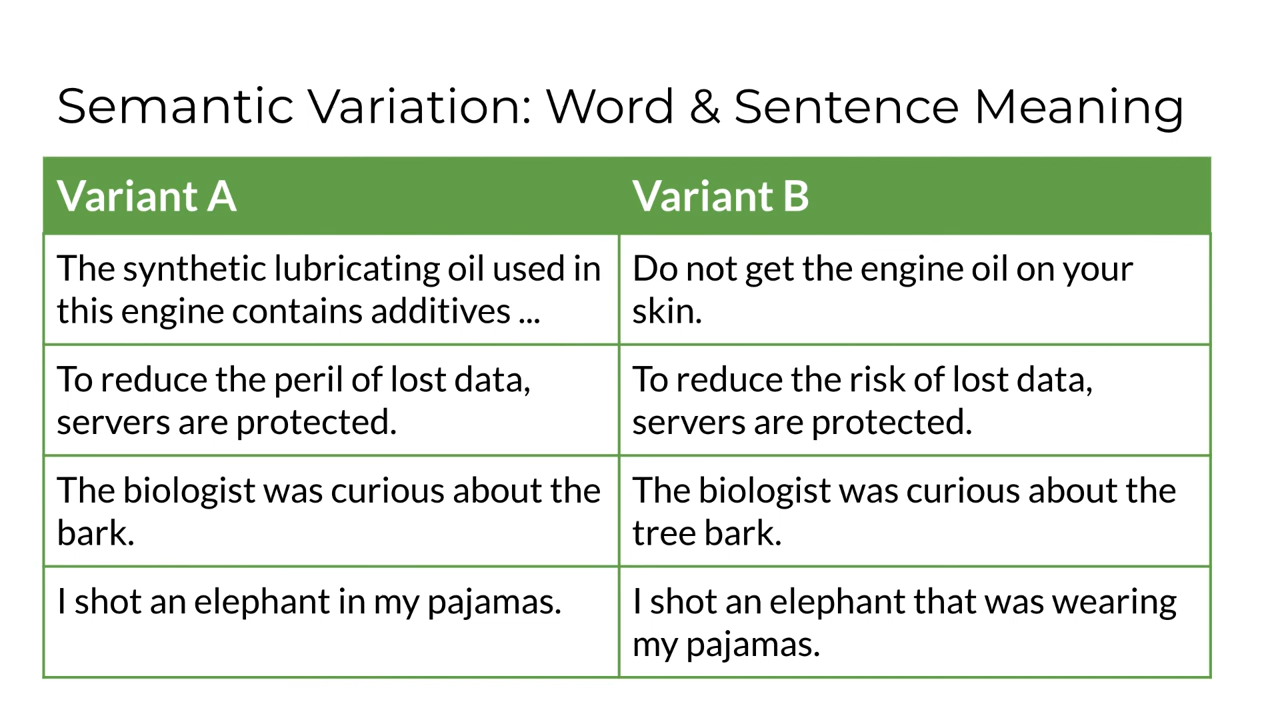 Semantic Variation: Word & Sentence Meaning
Variant A
Variant B
The synthetic lubricating oil used in
this engine contains additives ...
Do not get the engine oil on your
skin.
To reduce the peril of lost data,
servers are protected.
To reduce the risk of lost data,
servers are protected.
The biologist was curious about the
bark.
The biologist was curious about the
tree bark.
I shot an elephant in my pajamas.
I shot an elephant that was wearing
my pajamas.